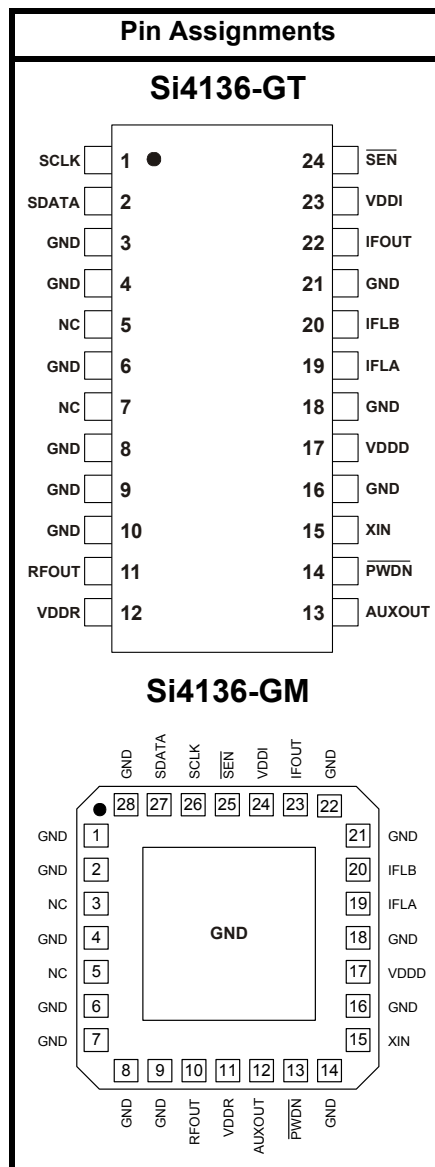 Pin Assignments
Si4136-GT
SCLK 1 24 S̅E̅N̅
SDATA 2 23 VDDI
GND 3 22 IFOUT
GND 4 21 GND
NC 5 20 IFLB
GND 6 19 IFLA
NC 7 18 GND
GND 8 17 VDDD
GND 9 16 GND
GND 10 15 XIN
RFOUT 11 14 P̅W̅D̅N̅
VDDR 12 13 AUXOUT
Si4136-GM
GND SDATA SCLK S̅E̅N̅ VDDI IFOUT GND
28 27 26 25 24 23 22
GND 1 21 GND
GND 2 20 IFLB
NC 3 19 IFLA
GND 4 GND 18 GND
NC 5 17 VDDD
GND 6 16 GND
GND 7 15 XIN
8 9 10 11 12 13 14
GND GND RFOUT VDDR AUXOUT P̅W̅D̅N̅ GND